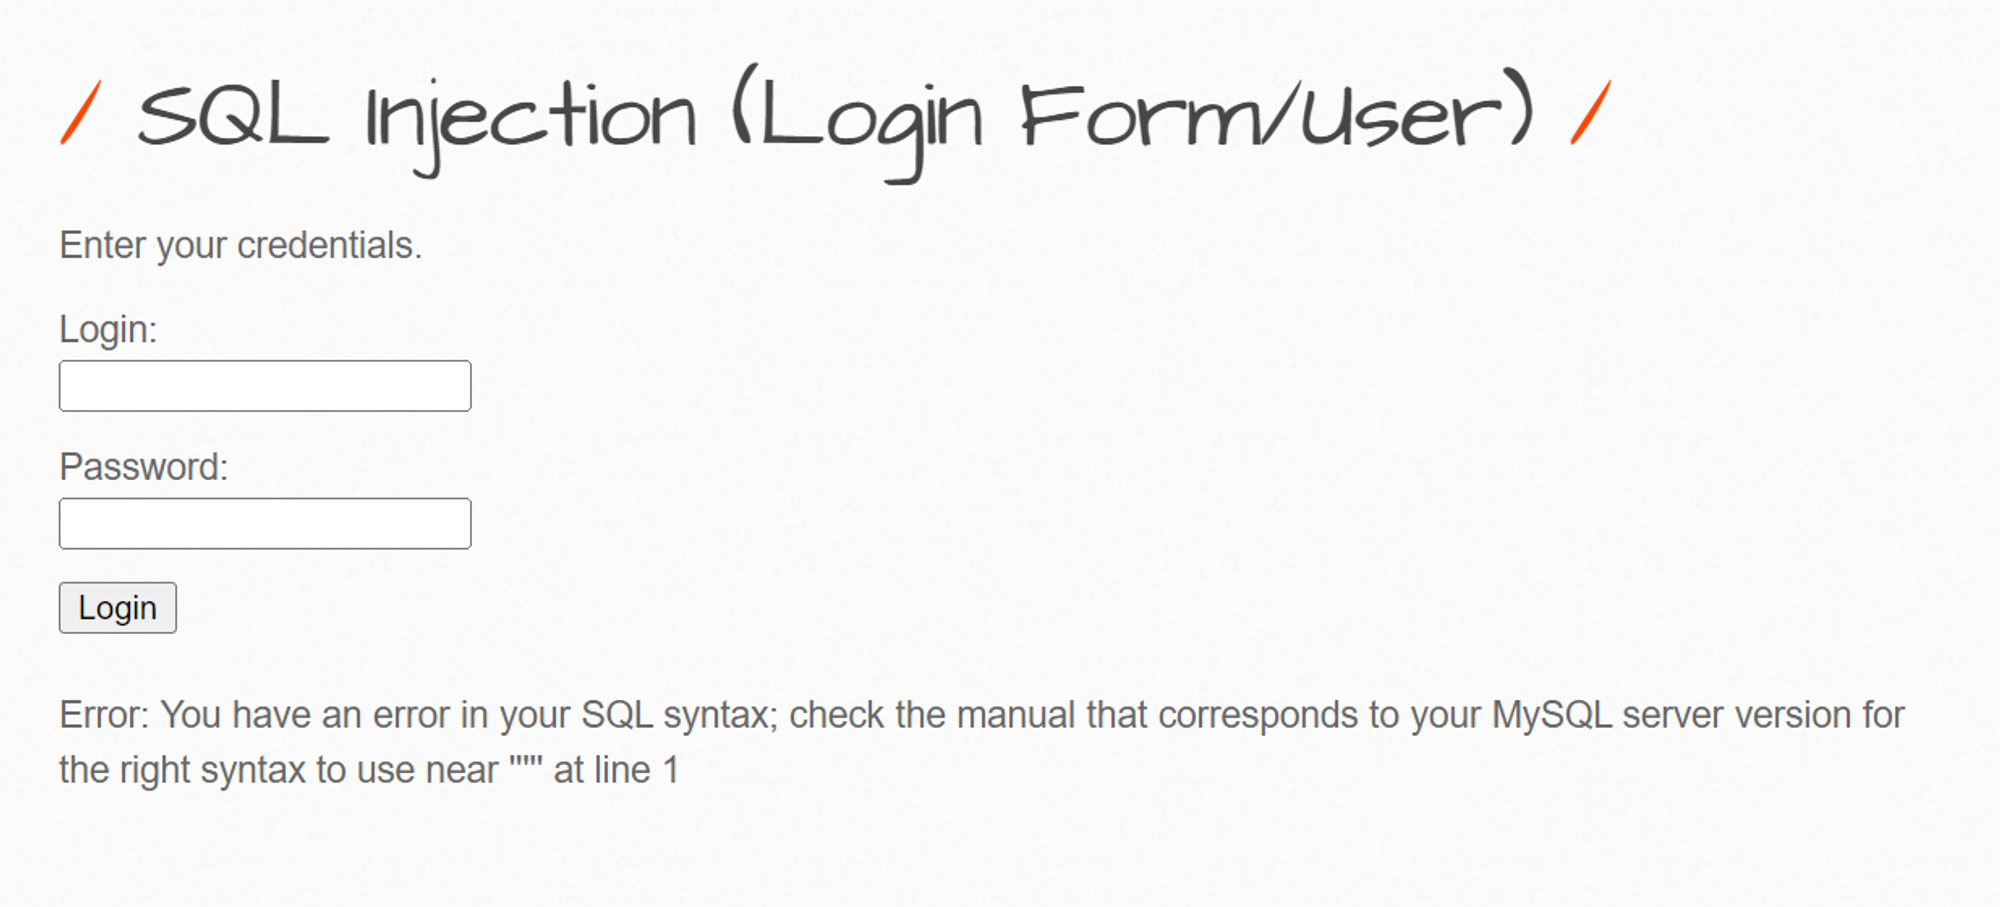 / SQL Injection (Login Form/User) /
Enter your credentials.
Login:
Password:
Login
Error: You have an error in your SQL syntax; check the manual that corresponds to your MySQL server version for
the right syntax to use near ''''' at line 1